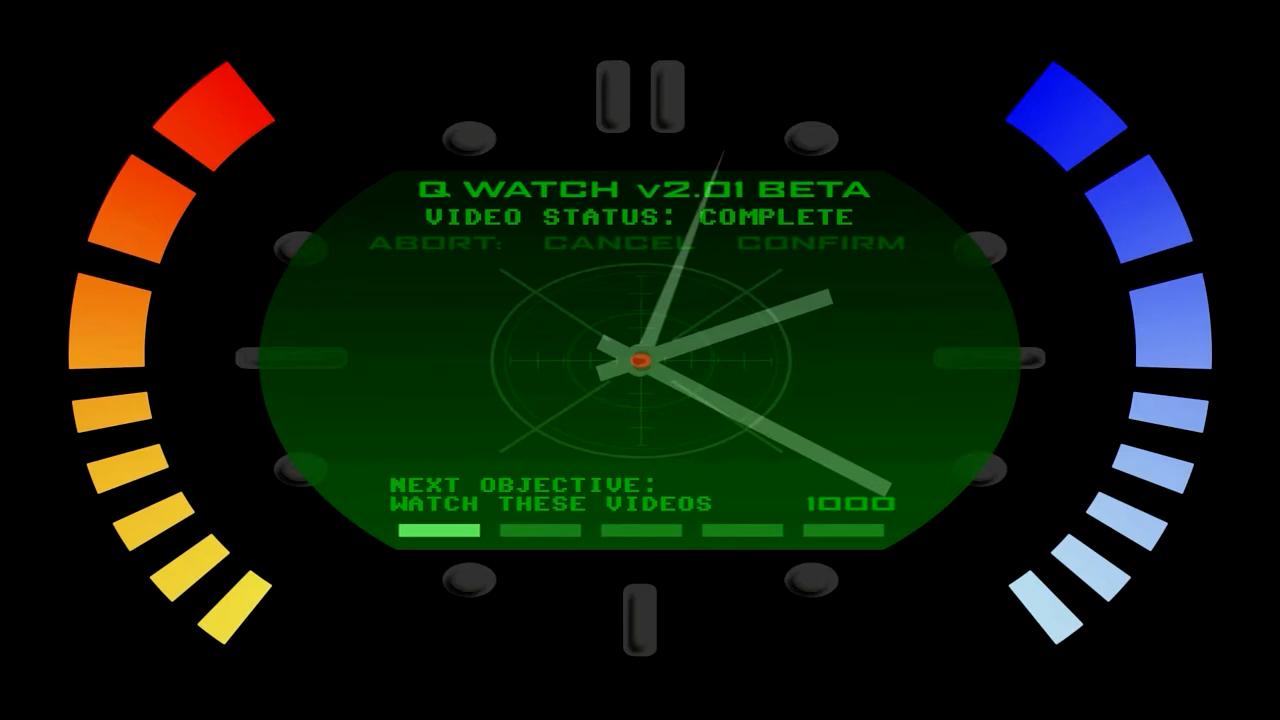 Q WATCH v2.01 BETA
VIDEO STATUS: COMPLETE
ABORT: CANCEL CONFIRM
NEXT OBJECTIVE:
WATCH THESE VIDEOS 1000